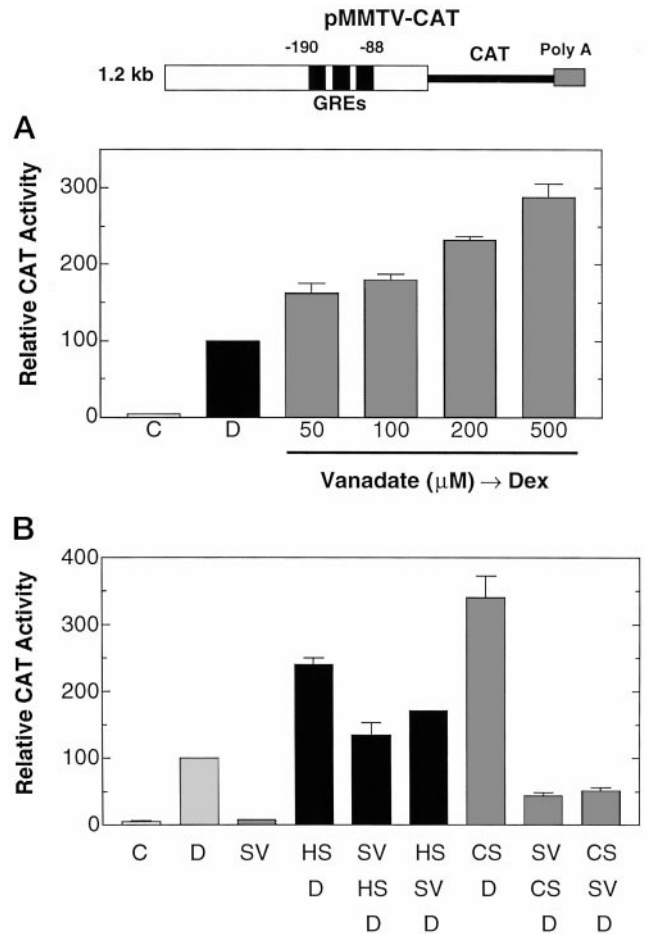 pMMTV-CAT
-190 -88 CAT Poly A
1.2 kb
GREs
A
Relative CAT Activity
300
200
100
0
C D 50 100 200 500
Vanadate (μM) → Dex
B
Relative CAT Activity
400
300
200
100
0
C D SV HS SV HS CS SV CS
D HS SV D CS SV
D D D D